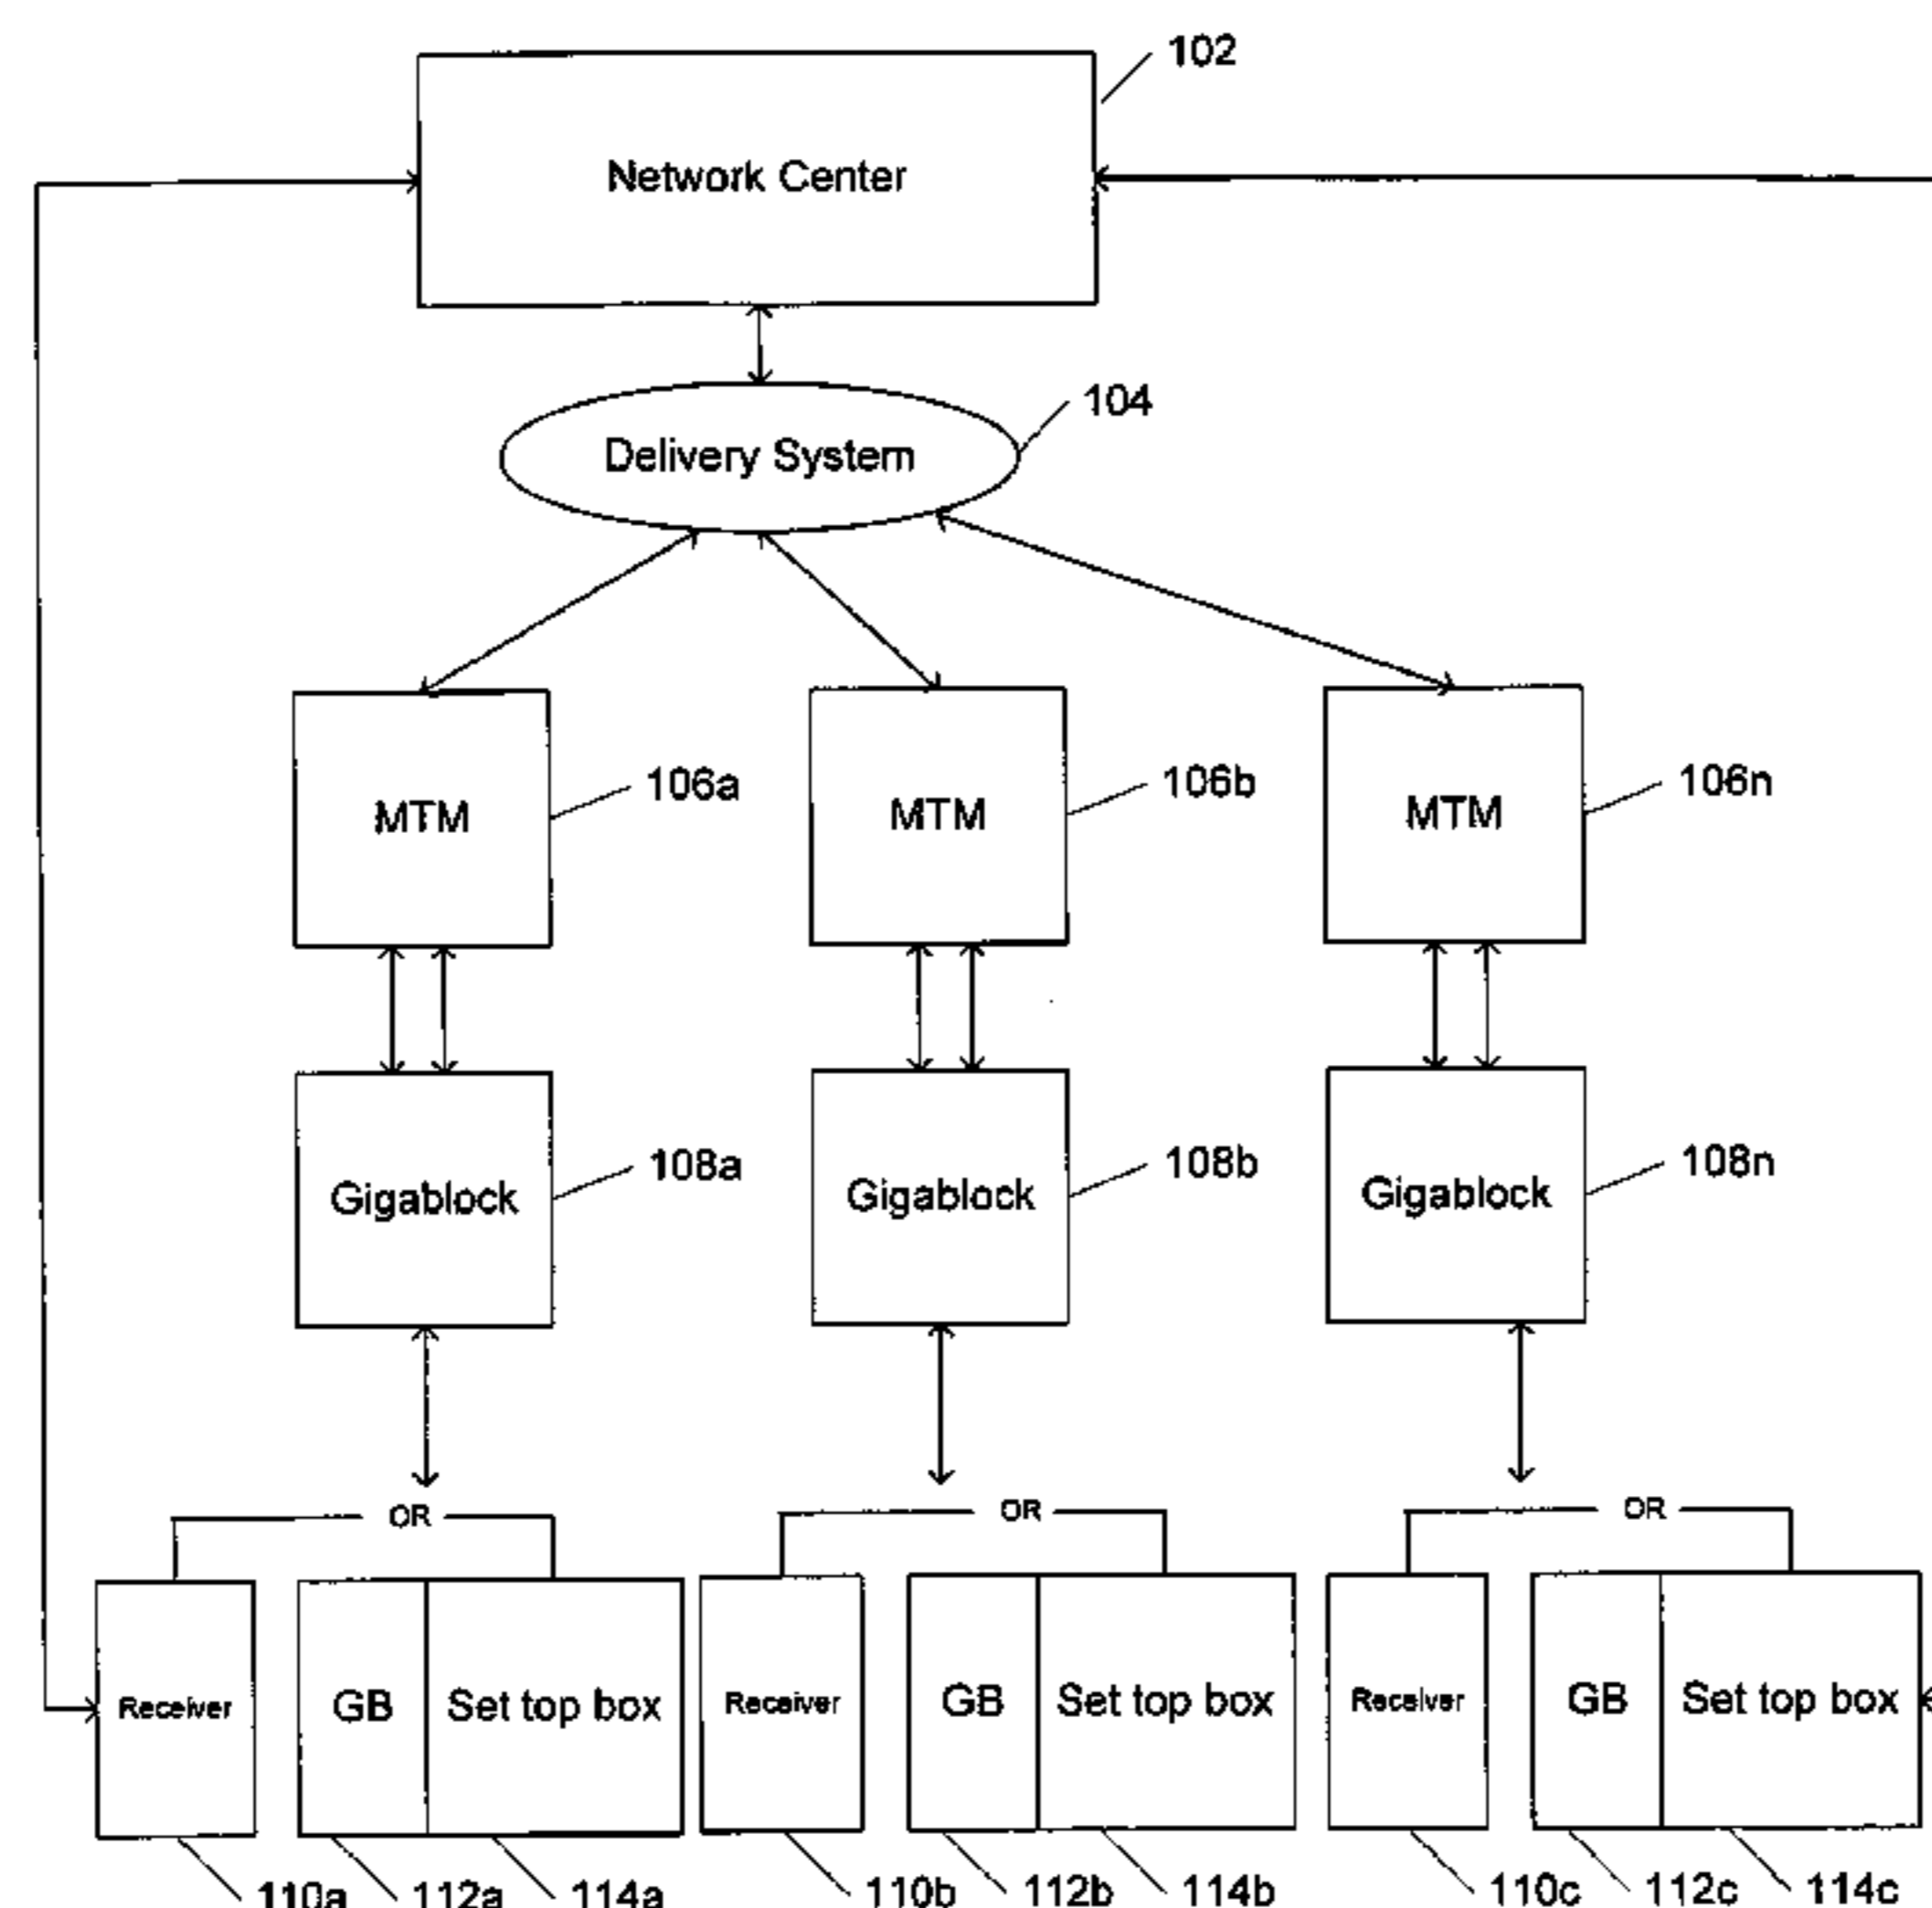 102
Network Center
104
Delivery System
106a
106b
106n
MTM
MTM
MTM
108a
108b
108n
Gigablock
Gigablock
Gigablock
OR
OR
OR
Receiver
GB
Set top box
Receiver
GB
Set top box
Receiver
GB
Set top box
110a
112a
114a
110b
112b
114b
110c
112c
114c